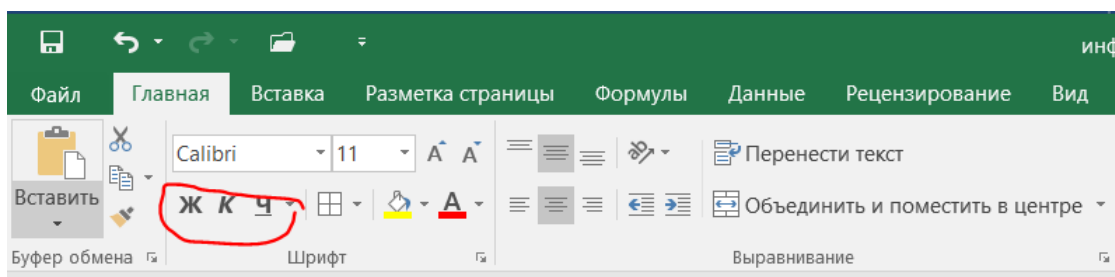 инф
Файл Главная Вставка Разметка страницы Формулы Данные Рецензирование Вид
Calibri 11 A A Перенести текст
Вставить Ж К Ч A Объединить и поместить в центре
Буфер обмена Шрифт Выравнивание